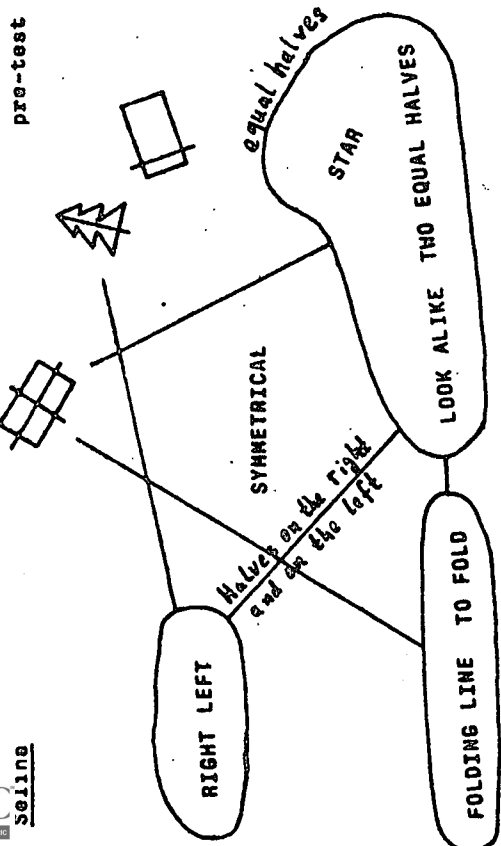 Selina
pre-test
equal halves
STAR
LOOK ALIKE TWO EQUAL HALVES
SYMMETRICAL
Halves on the right
and on the left
RIGHT LEFT
FOLDING LINE TO FOLD